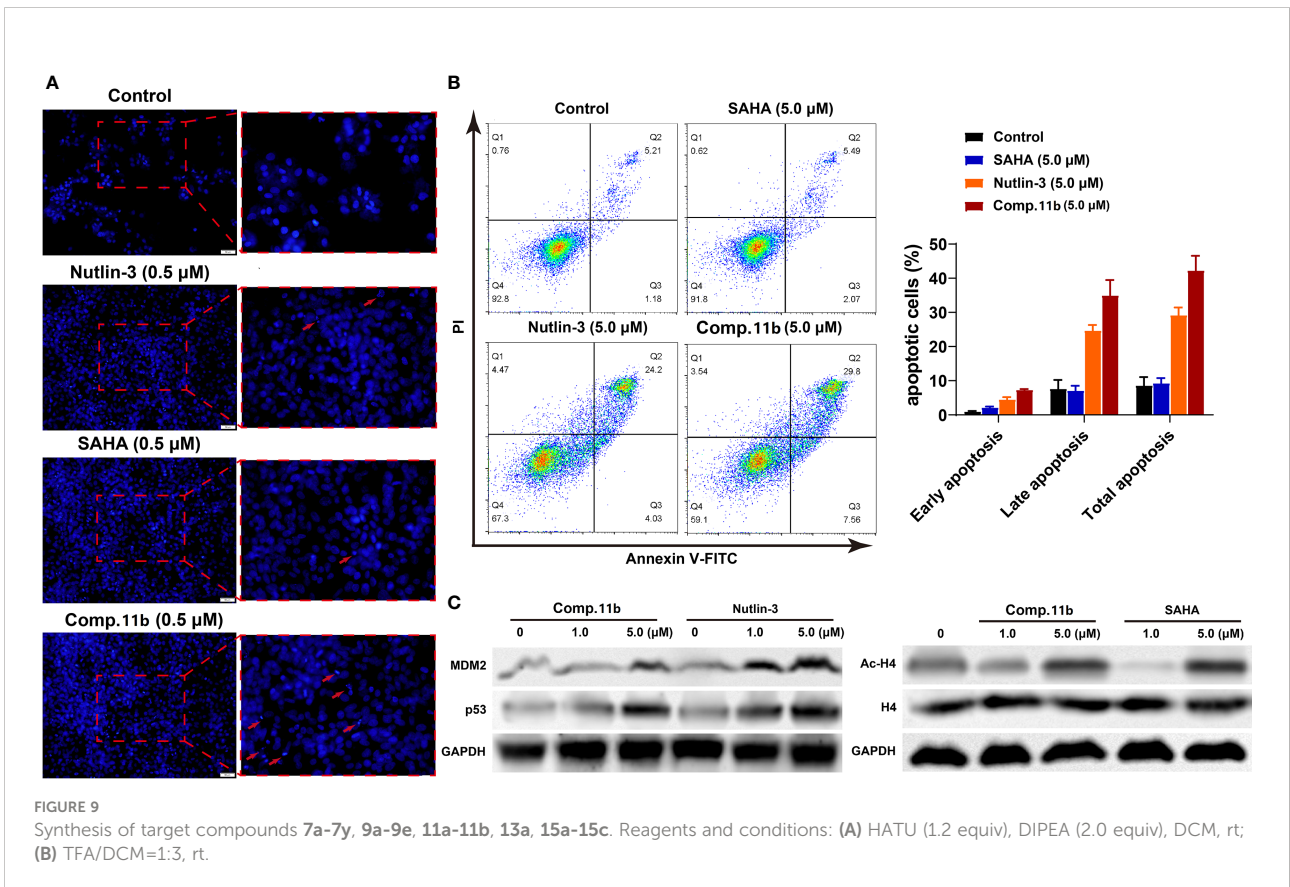 A
Control
Nutlin-3 (0.5 µM)
SAHA (0.5 µM)
Comp.11b (0.5 µM)
B
Control
Q1
0.76
Q2
5.21
Q4
92.8
Q3
1.18
SAHA (5.0 µM)
Q1
0.62
Q2
5.49
Q4
91.8
Q3
2.07
Nutlin-3 (5.0 µM)
Q1
4.47
Q2
24.2
Q4
67.3
Q3
4.03
Comp.11b (5.0 µM)
Q1
3.54
Q2
29.8
Q4
59.1
Q3
7.56
PI
Annexin V-FITC
Control
SAHA (5.0 µM)
Nutlin-3 (5.0 µM)
Comp.11b (5.0 µM)
apoptotic cells (%)
50
40
30
20
10
0
Early apoptosis
Late apoptosis
Total apoptosis
C
Comp.11b Nutlin-3
0 1.0 5.0 (µM) 0 1.0 5.0 (µM)
MDM2
p53
GAPDH
Comp.11b SAHA
0 1.0 5.0 (µM) 1.0 5.0 (µM)
Ac-H4
H4
GAPDH
FIGURE 9
Synthesis of target compounds 7a-7y, 9a-9e, 11a-11b, 13a, 15a-15c. Reagents and conditions: (A) HATU (1.2 equiv), DIPEA (2.0 equiv), DCM, rt;
(B) TFA/DCM=1:3, rt.